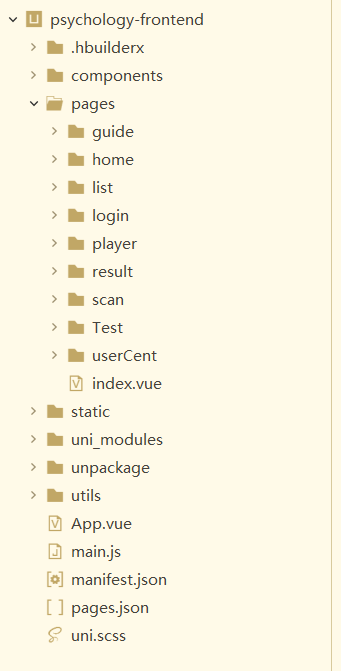 psychology-frontend
.hbuilderx
components
pages
guide
home
list
login
player
result
scan
Test
userCent
index.vue
static
uni_modules
unpackage
utils
App.vue
main.js
manifest.json
pages.json
uni.scss